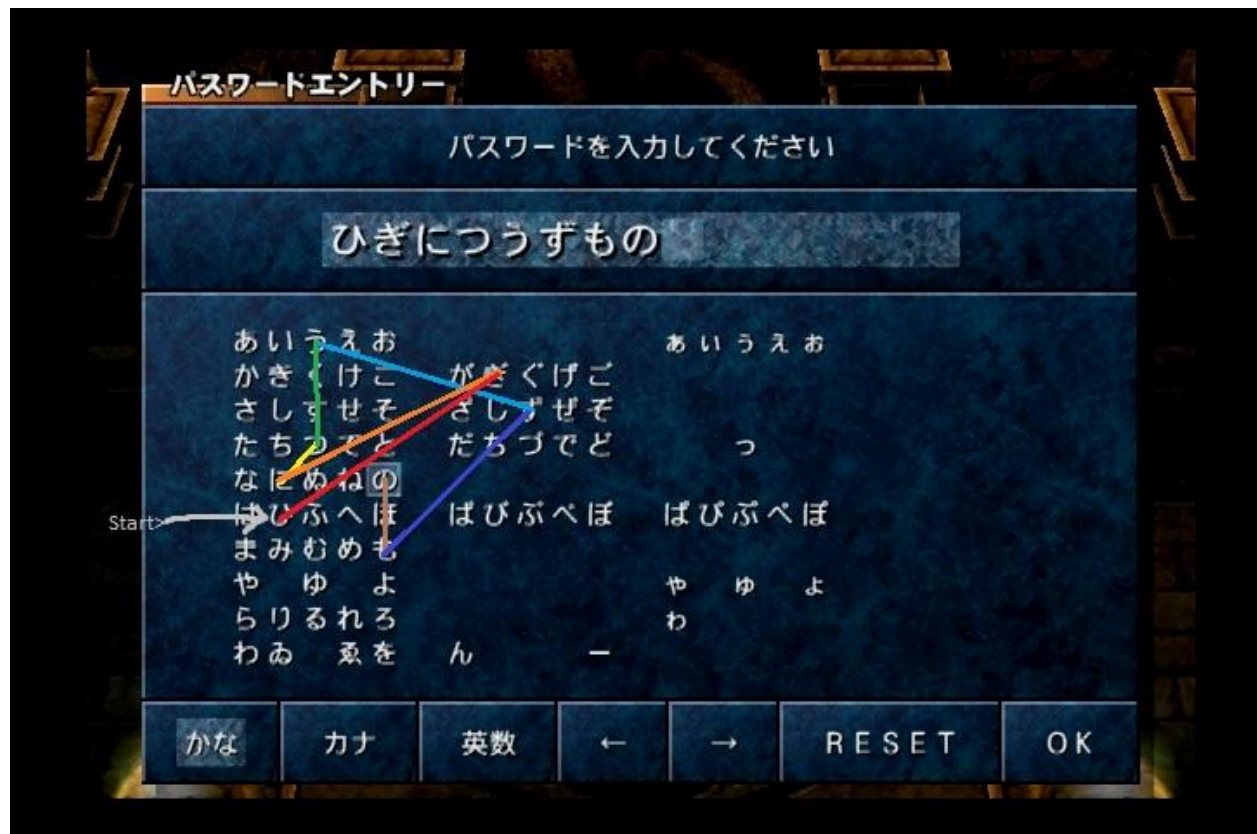 パスワードエントリー
パスワードを入力してください
ひぎにつうずもの
あいうえお ぁぃぅぇぉ
かきくけこ がぎぐげご
さしすせそ ざじずぜぞ
たちつてと だぢづでど っ
なにぬねの
Start> はひふへほ ばびぶべぼ ぱぴぷぺぽ
まみむめも
や ゆ よ ゃ ゅ ょ
らりるれろ ゎ
わゐ ゑを ん ー
かな カナ 英数 ← → RESET OK